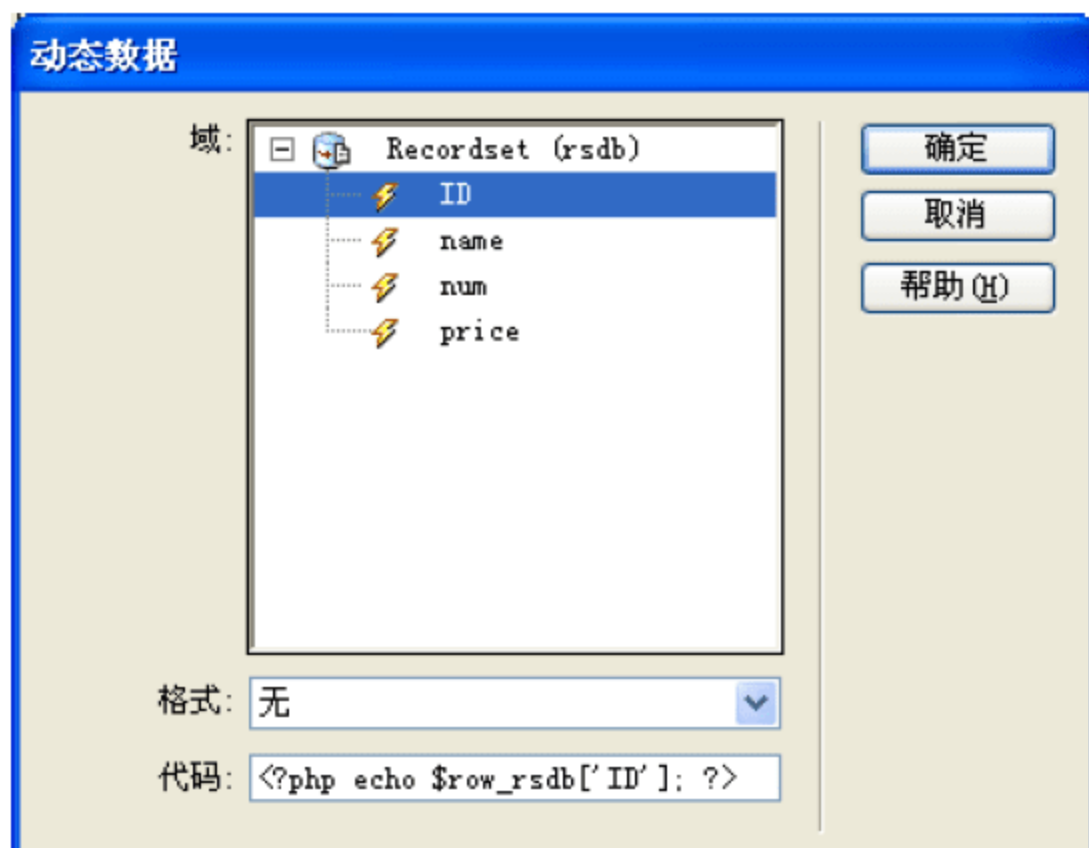 动态数据
域:
Recordset (rsdb)
ID
name
num
price
确定
取消
帮助(H)
格式: 无
代码: <?php echo $row_rsdb['ID']; ?>